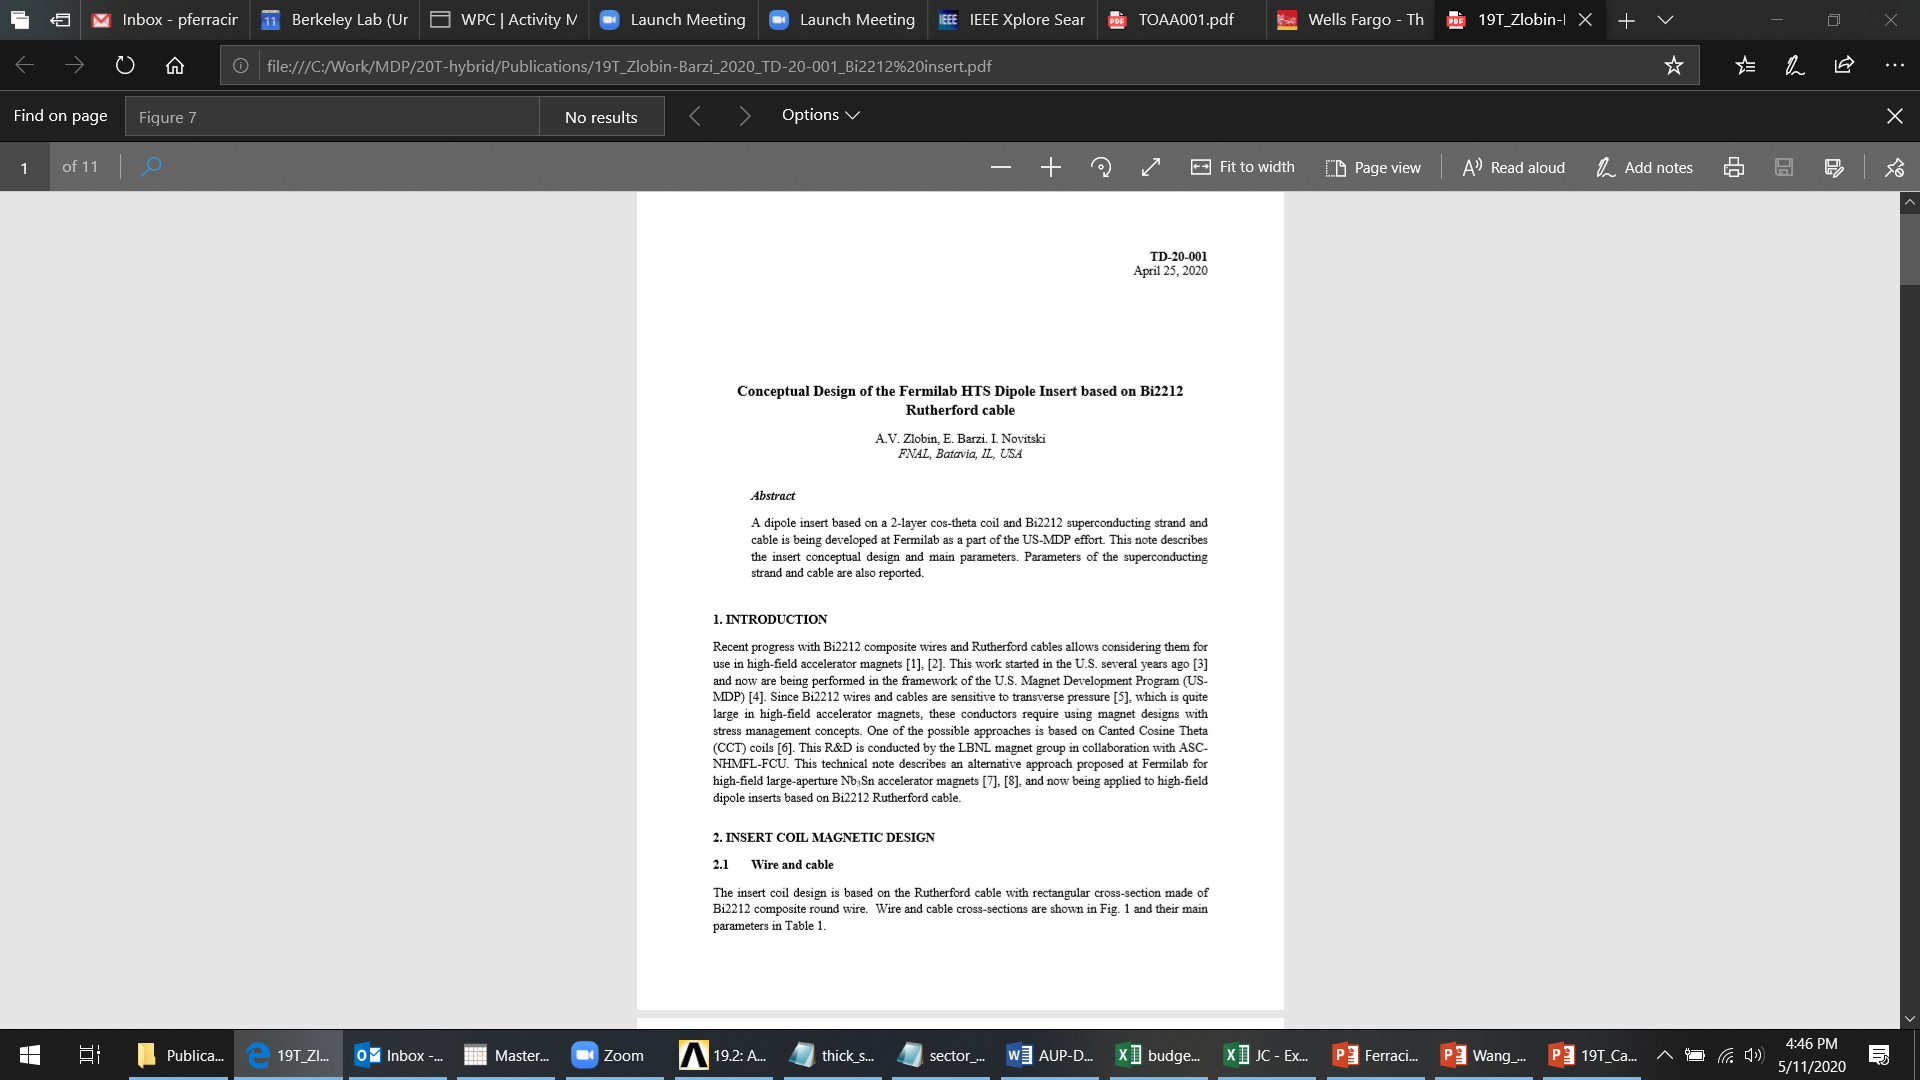 Inbox - pferracir
11
Berkeley Lab (Ur
WPC | Activity M
Launch Meeting
Launch Meeting
IEEE
IEEE Xplore Sear
PDF
TOAA001.pdf
Wells Fargo - Th
PDF
19T_Zlobin-I
file:///C:/Work/MDP/20T-hybrid/Publications/19T_Zlobin-Barzi_2020_TD-20-001_Bi2212%20insert.pdf
Find on page
Figure 7
No results
Options
1
of 11
Fit to width
Page view
Read aloud
Add notes
TD-20-001
April 25, 2020
Conceptual Design of the Fermilab HTS Dipole Insert based on Bi2212
Rutherford cable
A.V. Zlobin, E. Barzi. I. Novitski
FNAL, Batavia, IL, USA
Abstract
A dipole insert based on a 2-layer cos-theta coil and Bi2212 superconducting strand and
cable is being developed at Fermilab as a part of the US-MDP effort. This note describes
the insert conceptual design and main parameters. Parameters of the superconducting
strand and cable are also reported.
1. INTRODUCTION
Recent progress with Bi2212 composite wires and Rutherford cables allows considering them for
use in high-field accelerator magnets [1], [2]. This work started in the U.S. several years ago [3]
and now are being performed in the framework of the U.S. Magnet Development Program (US-
MDP) [4]. Since Bi2212 wires and cables are sensitive to transverse pressure [5], which is quite
large in high-field accelerator magnets, these conductors require using magnet designs with
stress management concepts. One of the possible approaches is based on Canted Cosine Theta
(CCT) coils [6]. This R&D is conducted by the LBNL magnet group in collaboration with ASC-
NHMFL-FCU. This technical note describes an alternative approach proposed at Fermilab for
high-field large-aperture Nb₃Sn accelerator magnets [7], [8], and now being applied to high-field
dipole inserts based on Bi2212 Rutherford cable.
2. INSERT COIL MAGNETIC DESIGN
2.1 Wire and cable
The insert coil design is based on the Rutherford cable with rectangular cross-section made of
Bi2212 composite round wire. Wire and cable cross-sections are shown in Fig. 1 and their main
parameters in Table 1.
Publica...
19T_Zl...
Inbox -...
Master...
Zoom
19.2: A...
thick_s...
sector_...
AUP-D...
budge...
JC - Ex...
Ferraci...
Wang_...
19T_Ca...
4:46 PM
5/11/2020